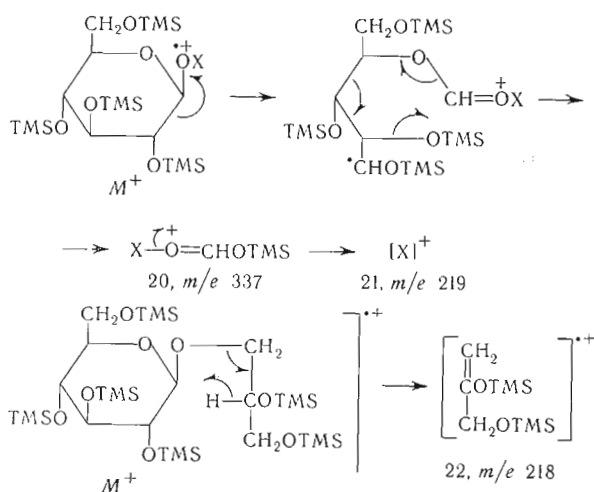 CH₂OTMS
O
•+
OX
OTMS
TMSO
OTMS
M⁺
O
CH=OX
+
TMSO
OTMS
•CHOTMS
X—O=CHOTMS
+
20, m/e 337
[X]⁺
21, m/e 219
CH₂OTMS
O
O
CH₂
OTMS
TMSO
OTMS
H—COTMS
CH₂OTMS
•+
M⁺
CH₂
COTMS
CH₂OTMS
•+
22, m/e 218